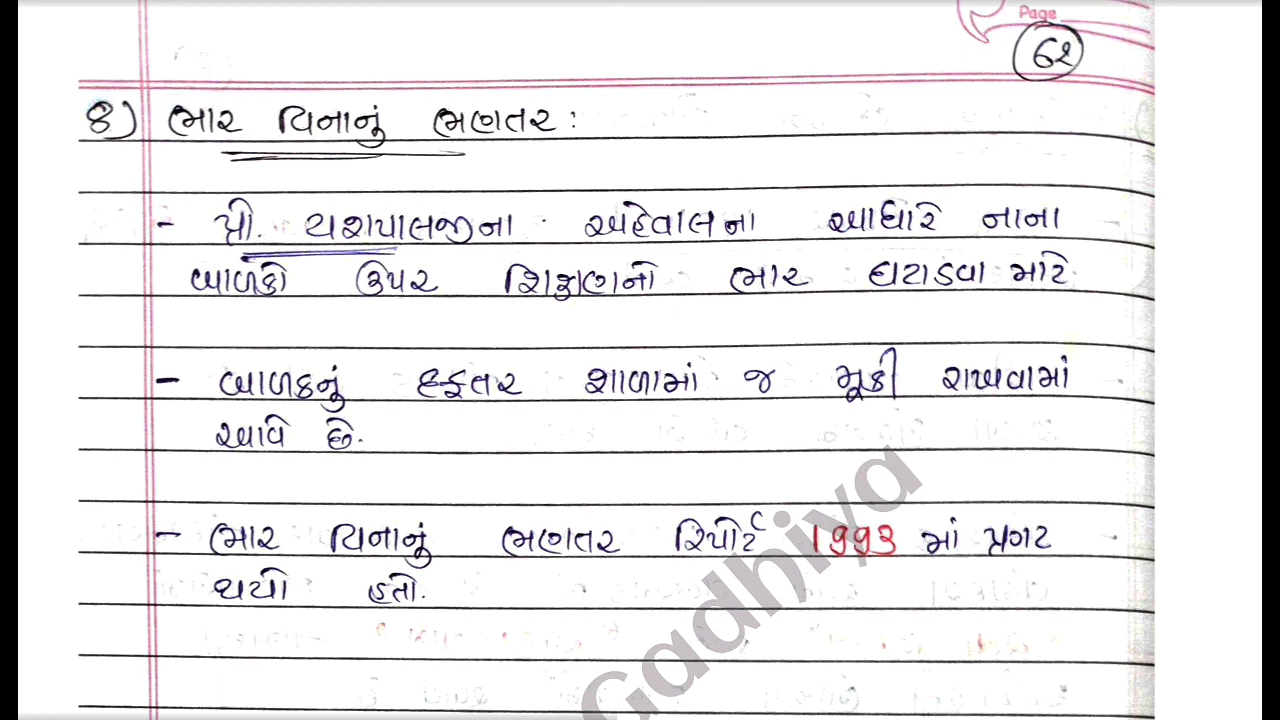 Page
62
8) ભાર વિનાનું ભણતર :
- પ્રો. યશપાલજીના અહેવાલના આધારે નાના
બાળકો ઉપર શિક્ષણનો ભાર ઘટાડવા માટે
- બાળકનું દફતર શાળામાં જ મૂકી રાખવામાં
આવે છે.
- ભાર વિનાનું ભણતર રિપોર્ટ 1993 માં પ્રગટ
થયો હતો.
Gadhiya